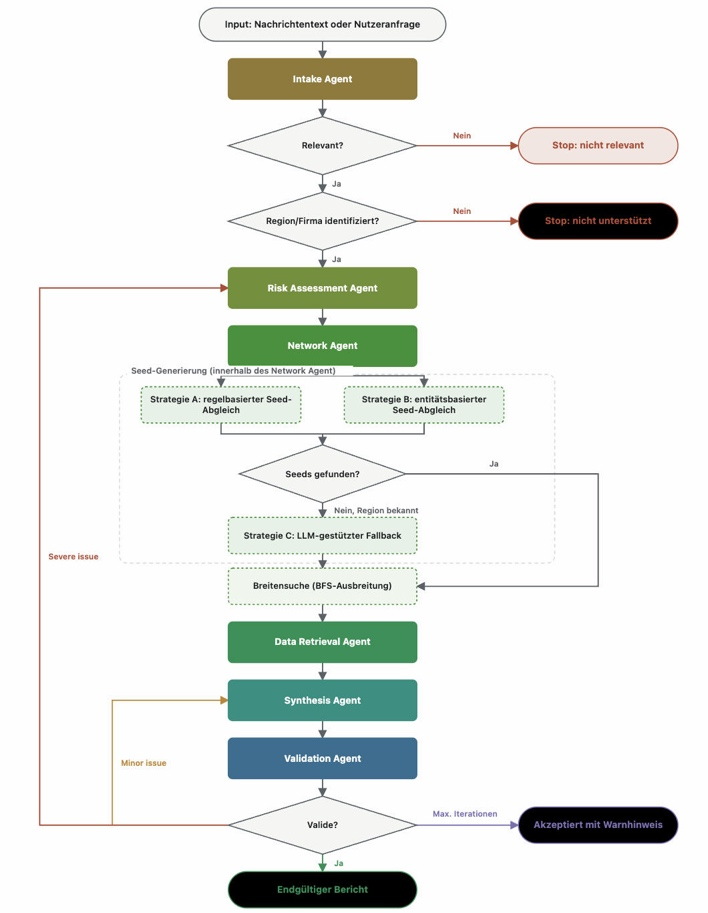 Input: Nachrichtentext oder Nutzeranfrage
Intake Agent
Relevant?
Nein
Stop: nicht relevant
Ja
Region/Firma identifiziert?
Nein
Stop: nicht unterstützt
Ja
Risk Assessment Agent
Network Agent
Seed-Generierung (innerhalb des Network Agent)
Strategie A: regelbasierter Seed-
Abgleich
Strategie B: entitätsbasierter
Seed-Abgleich
Seeds gefunden?
Ja
Nein, Region bekannt
Strategie C: LLM-gestützter Fallback
Severe issue
Breitensuche (BFS-Ausbreitung)
Data Retrieval Agent
Synthesis Agent
Minor issue
Validation Agent
Valide?
Max. Iterationen
Akzeptiert mit Warnhinweis
Ja
Endgültiger Bericht